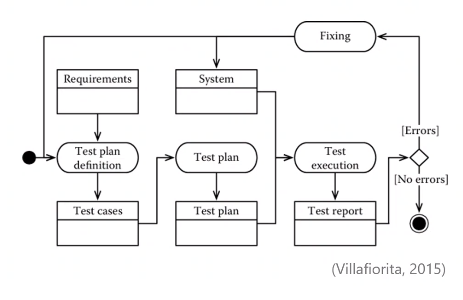 Fixing
Requirements
System
[Errors]
Test plan
definition
Test plan
Test
execution
[No errors]
Test cases
Test plan
Test report
(Villafiorita, 2015)